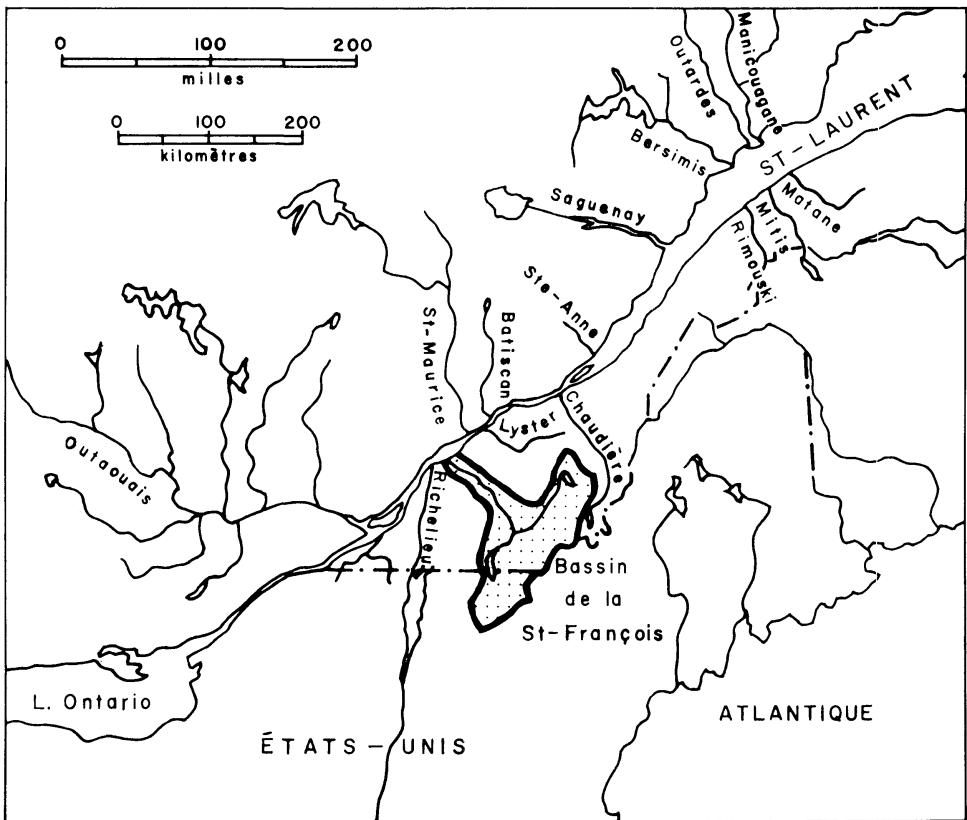 0 100 200
milles
0 100 200
kilomètres
Outardes
Manicouagane
Bersimis
ST-LAURENT
Saguenay
Matane
Mitis
Rimouski
Ste-Anne
St-Maurice
Batiscan
Lyster
Chaudière
Outaouais
Richelieu
Bassin
de la
St-François
L. Ontario
ATLANTIQUE
ÉTATS-UNIS